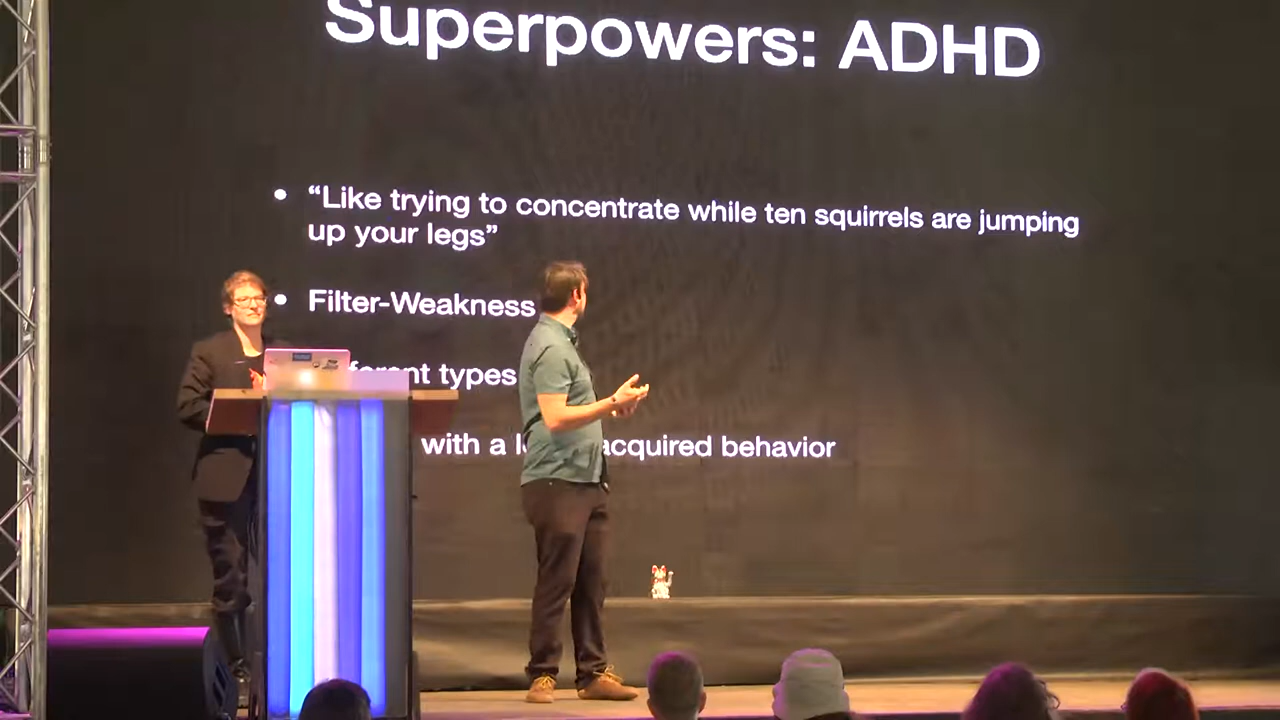 Superpowers: ADHD
• “Like trying to concentrate while ten squirrels are jumping
up your legs”
• Filter-Weakness
types
with a acquired behavior